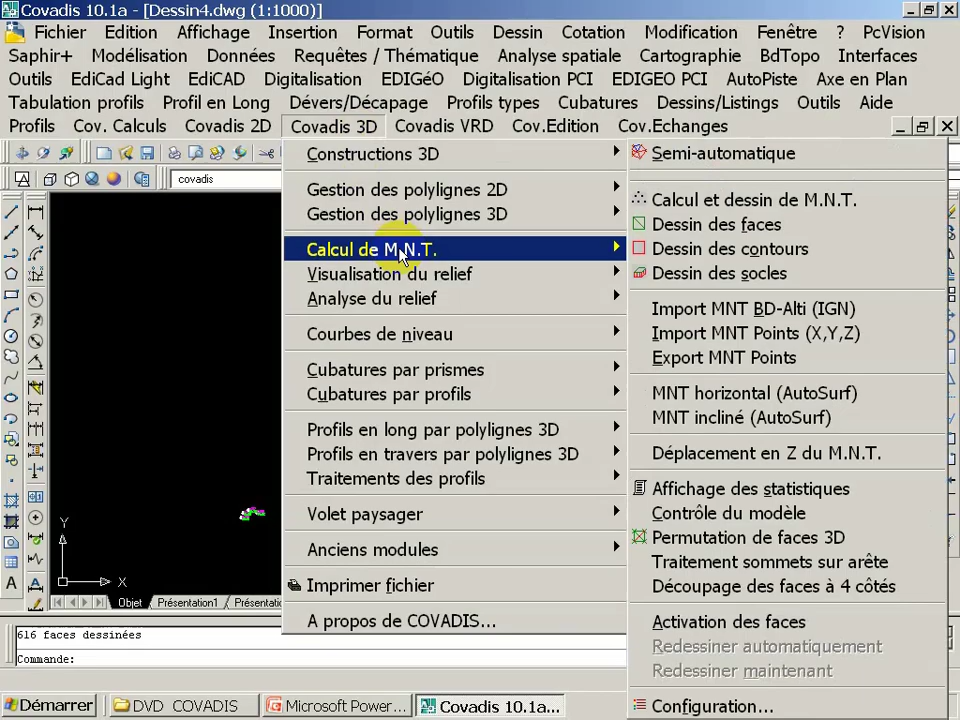 Covadis 10.1a - [Dessin4.dwg (1:1000)]
Fichier Edition Affichage Insertion Format Outils Dessin Cotation Modification Fenêtre ? PcVision
Saphir+ Modélisation Données Requêtes / Thématique Analyse spatiale Cartographie BdTopo Interfaces
Outils EdiCad Light EdiCAD Digitalisation EDIGéO Digitalisation PCI EDIGEO PCI AutoPiste Axe en Plan
Tabulation profils Profil en Long Dévers/Décapage Profils types Cubatures Dessins/Listings Outils Aide
Profils Cov. Calculs Covadis 2D Covadis 3D Covadis VRD Cov.Edition Cov.Echanges
covadis
Constructions 3D
Gestion des polylignes 2D
Gestion des polylignes 3D
Calcul de M.N.T.
Visualisation du relief
Analyse du relief
Courbes de niveau
Cubatures par prismes
Cubatures par profils
Profils en long par polylignes 3D
Profils en travers par polylignes 3D
Traitements des profils
Volet paysager
Anciens modules
Imprimer fichier
A propos de COVADIS...
Semi-automatique
Calcul et dessin de M.N.T.
Dessin des faces
Dessin des contours
Dessin des socles
Import MNT BD-Alti (IGN)
Import MNT Points (X,Y,Z)
Export MNT Points
MNT horizontal (AutoSurf)
MNT incliné (AutoSurf)
Déplacement en Z du M.N.T.
Affichage des statistiques
Contrôle du modèle
Permutation de faces 3D
Traitement sommets sur arête
Découpage des faces à 4 côtés
Activation des faces
Redessiner automatiquement
Redessiner maintenant
Configuration...
Y
X
Objet Présentation1 Présentatio
616 faces dessinées
Commande:
Démarrer DVD COVADIS Microsoft Power... Covadis 10.1a...